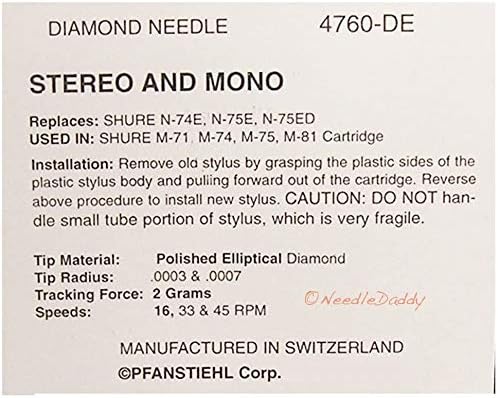 DIAMOND NEEDLE 4760-DE
STEREO AND MONO
Replaces: SHURE N-74E, N-75E, N-75ED
USED IN: SHURE M-71, M-74, M-75, M-81 Cartridge
Installation: Remove old stylus by grasping the plastic sides of the
plastic stylus body and puliing forward out of the cartridge. Reverse
above procedure to install new stylus. CAUTION: DO NOT han-
dle small tube portion of stylus, which is very fragile.
Tip Material: Polished Elliptical Diamond
Tip Radius: .0003 & .0007
Tracking Force: 2 Grams
Speeds: 16, 33 & 45 RPM
© NeedleDaddy
MANUFACTURED IN SWITZERLAND
©PFANSTIEHL Corp.